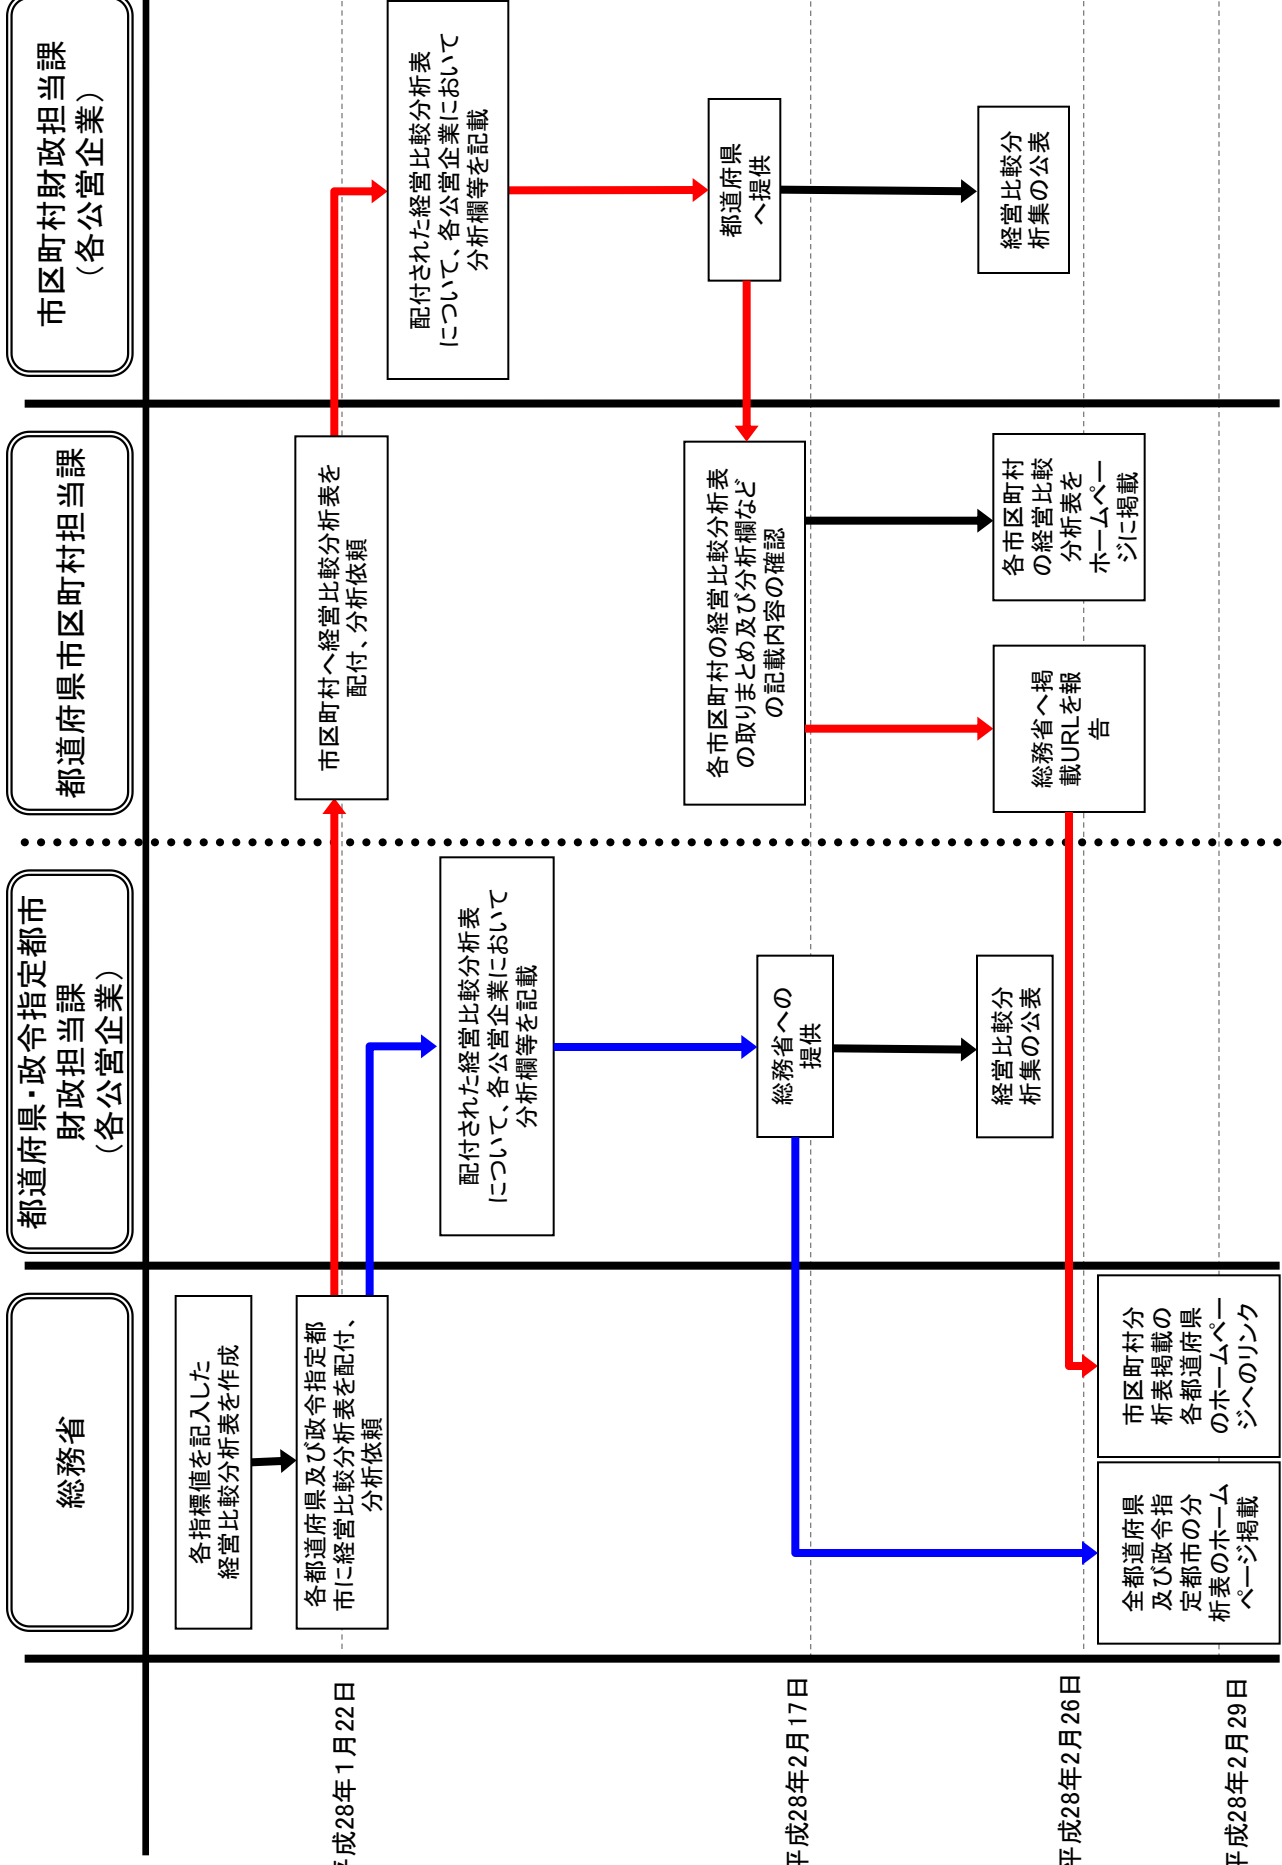 総務省
都道府県・政令指定都市
財政担当課
（各公営企業）
都道府県市区町村担当課
市区町村財政担当課
（各公営企業）
平成28年１月22日
各指標値を記入した
経営比較分析表を作成
各都道府県及び政令指定都
市に経営比較分析表を配付、
分析依頼
市区町村へ経営比較分析表を
配付、分析依頼
配付された経営比較分析表
について、各公営企業において
分析欄等を記載
配付された経営比較分析表
について、各公営企業において
分析欄等を記載
平成28年2月17日
総務省への
提供
各市区町村の経営比較分析表
の取りまとめ及び分析欄など
の記載内容の確認
都道府県
へ提供
平成28年2月26日
経営比較分
析集の公表
総務省へ掲
載URLを報
告
各市区町村
の経営比較
分析表を
ホームペー
ジに掲載
経営比較分
析集の公表
平成28年2月29日
全都道府県
及び政令指
定都市の分
析表のホーム
ページ掲載
市区町村分
析表掲載の
各都道府県
のホームペー
ジへのリンク